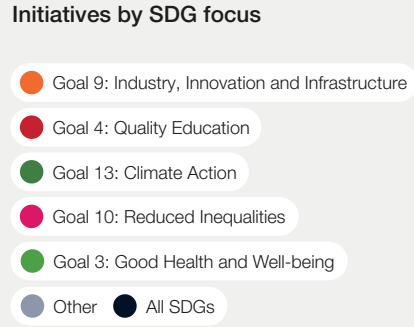 Initiatives by SDG focus
Goal 9: Industry, Innovation and Infrastructure
Goal 4: Quality Education
Goal 13: Climate Action
Goal 10: Reduced Inequalities
Goal 3: Good Health and Well-being
Other All SDGs